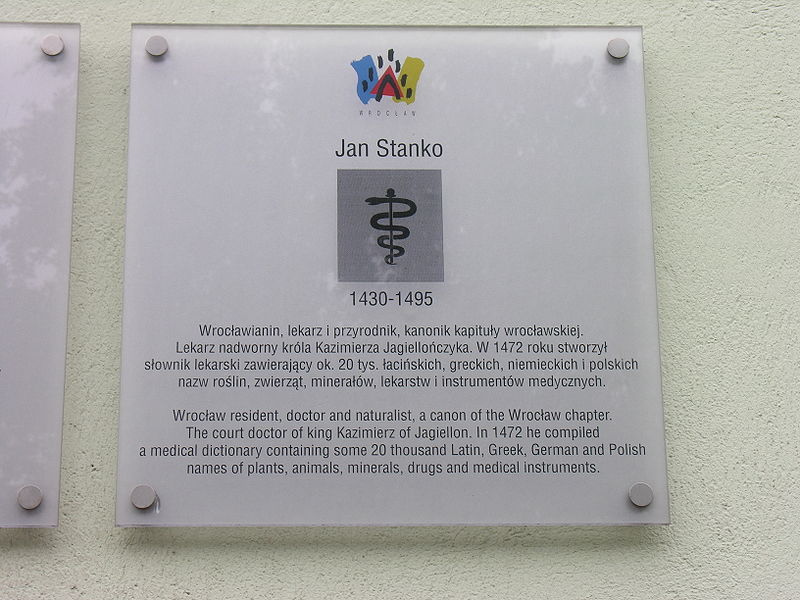 WROCŁAW
Jan Stanko
1430-1495
Wrocławianin, lekarz i przyrodnik, kanonik kapituły wrocławskiej.
Lekarz nadworny króla Kazimierza Jagiellończyka. W 1472 roku stworzył
słownik lekarski zawierający ok. 20 tys. łacińskich, greckich, niemieckich i polskich
nazw roślin, zwierząt, minerałów, lekarstw i instrumentów medycznych.
Wrocław resident, doctor and naturalist, a canon of the Wrocław chapter.
The court doctor of king Kazimierz of Jagiellon. In 1472 he compiled
a medical dictionary containing some 20 thousand Latin, Greek, German and Polish
names of plants, animals, minerals, drugs and medical instruments.